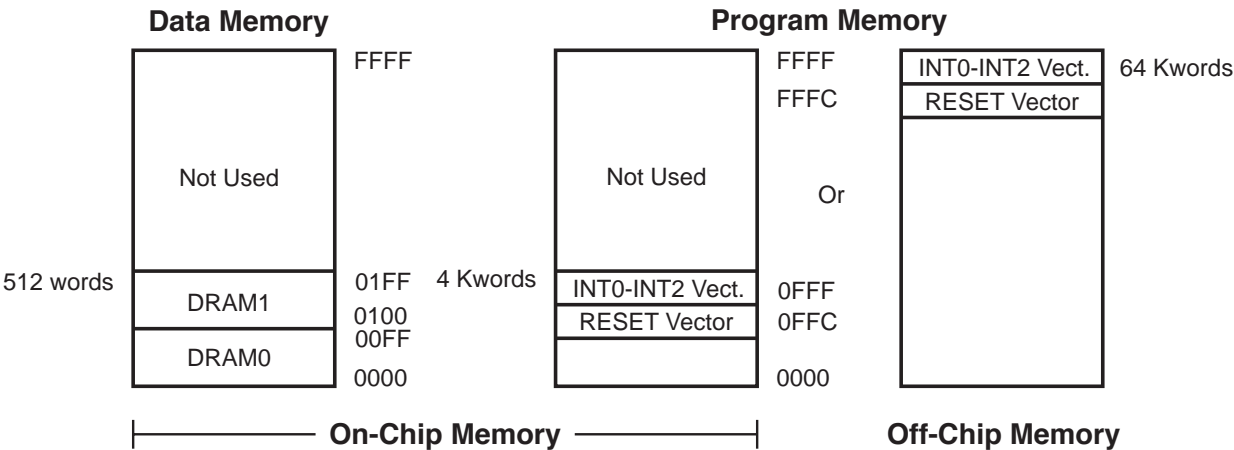 Data Memory
Program Memory
FFFF
Not Used
512 words
01FF
DRAM1
0100
00FF
DRAM0
0000
FFFF
FFFC
Not Used
Or
4 Kwords
INT0-INT2 Vect.
0FFF
RESET Vector
0FFC
0000
INT0-INT2 Vect.
64 Kwords
RESET Vector
On-Chip Memory
Off-Chip Memory